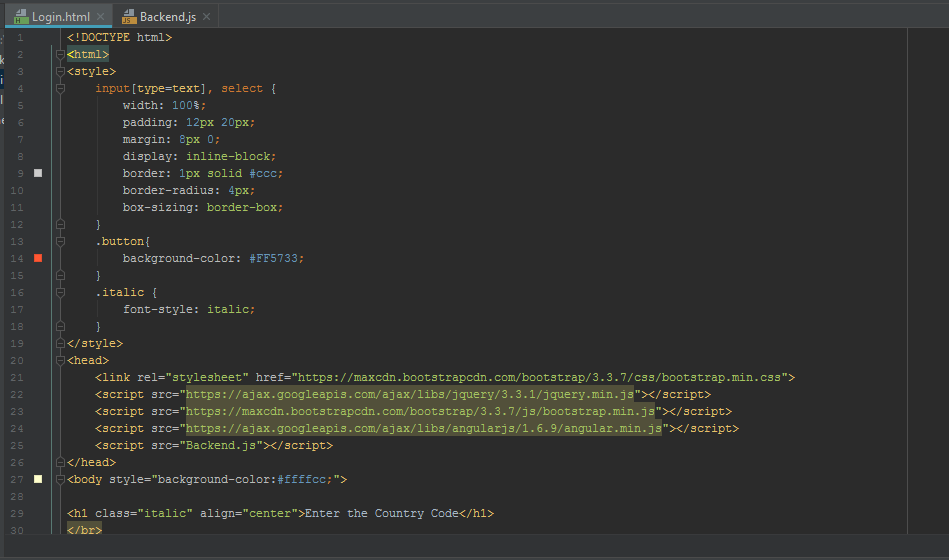 Login.html
Backend.js
1 <!DOCTYPE html>
2 <html>
3 <style>
4 input[type=text], select {
5 width: 100%;
6 padding: 12px 20px;
7 margin: 8px 0;
8 display: inline-block;
9 border: 1px solid #ccc;
10 border-radius: 4px;
11 box-sizing: border-box;
12 }
13 .button{
14 background-color: #FF5733;
15 }
16 .italic {
17 font-style: italic;
18 }
19 </style>
20 <head>
21 <link rel="stylesheet" href="https://maxcdn.bootstrapcdn.com/bootstrap/3.3.7/css/bootstrap.min.css">
22 <script src="https://ajax.googleapis.com/ajax/libs/jquery/3.3.1/jquery.min.js"></script>
23 <script src="https://maxcdn.bootstrapcdn.com/bootstrap/3.3.7/js/bootstrap.min.js"></script>
24 <script src="https://ajax.googleapis.com/ajax/libs/angularjs/1.6.9/angular.min.js"></script>
25 <script src="Backend.js"></script>
26 </head>
27 <body style="background-color:#ffffcc;">
28
29 <h1 class="italic" align="center">Enter the Country Code</h1>
30 </br>